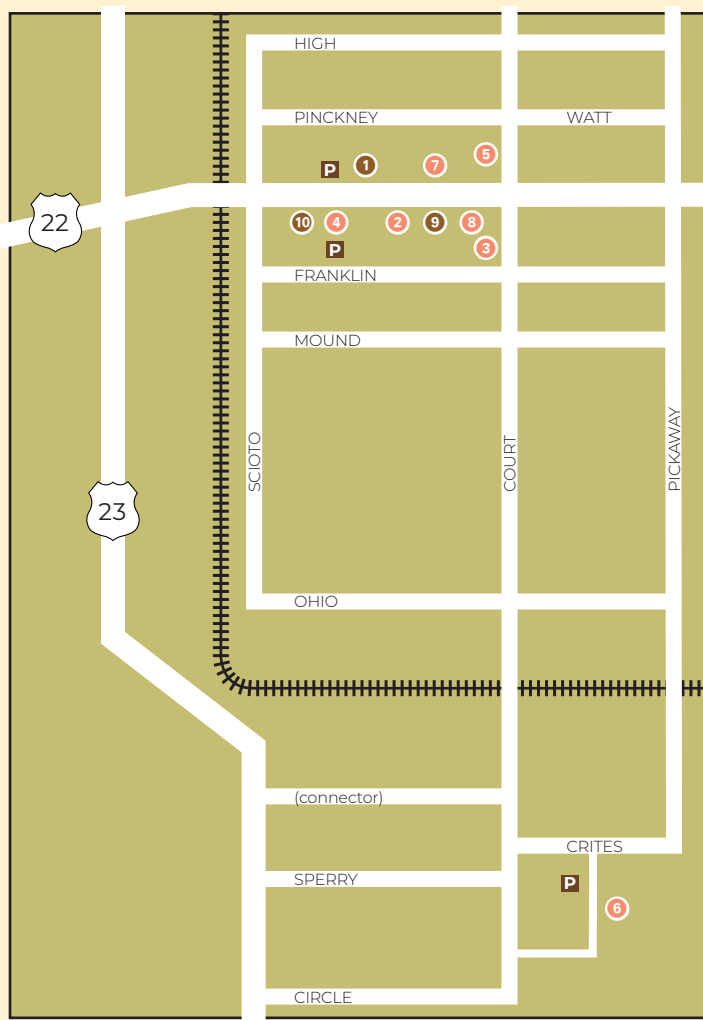 HIGH
PINCKNEY
WATT
5
P
1
7
22
10
4
2
9
8
P
3
FRANKLIN
MOUND
SCIOTO
COURT
PICKAWAY
23
OHIO
(connector)
CRITES
SPERRY
P
6
CIRCLE